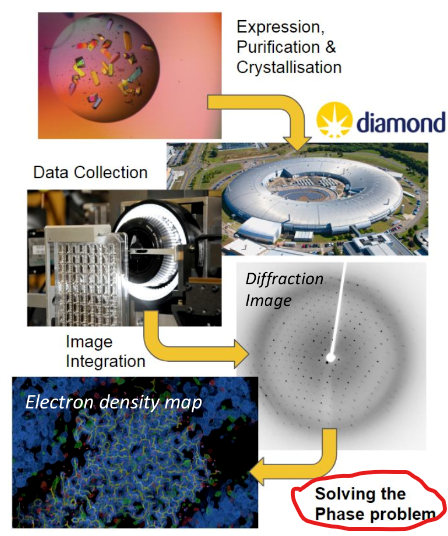 Expression,
Purification &
Crystallisation
diamond
Data Collection
Diffraction
Image
Image
Integration
Electron density map
Solving the
Phase problem